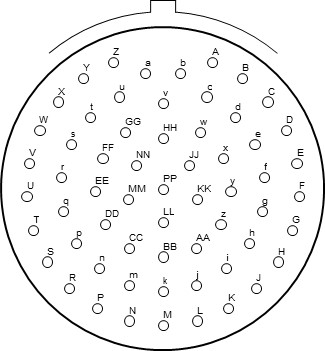 Z A
a b
Y B
u v c
X C
t d
GG HH w
W D
s e
FF NN JJ x
V E
r f
PP
EE y
U MM KK F
q g
LL
DD z
T G
p h
CC BB AA
S H
n i
m k j
R J
P K
N M L